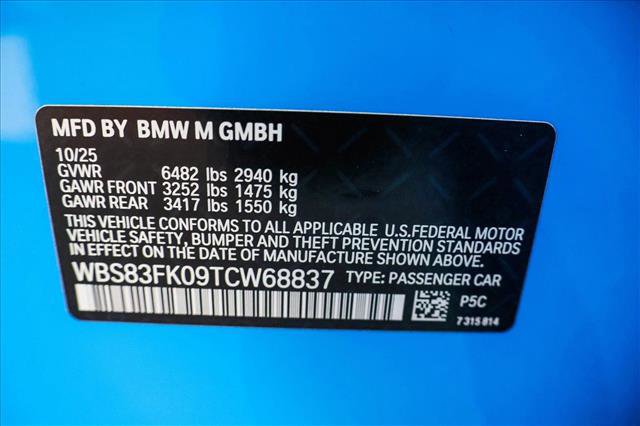 MFD BY BMW M GMBH
10/25
GVWR 6482 lbs 2940 kg
GAWR FRONT 3252 lbs 1475 kg
GAWR REAR 3417 lbs 1550 kg
THIS VEHICLE CONFORMS TO ALL APPLICABLE U.S.FEDERAL MOTOR
VEHICLE SAFETY, BUMPER AND THEFT PREVENTION STANDARDS
IN EFFECT ON THE DATE OF MANUFACTURE SHOWN ABOVE.
WBS83FK09TCW68837 TYPE: PASSENGER CAR
P5C
7315814